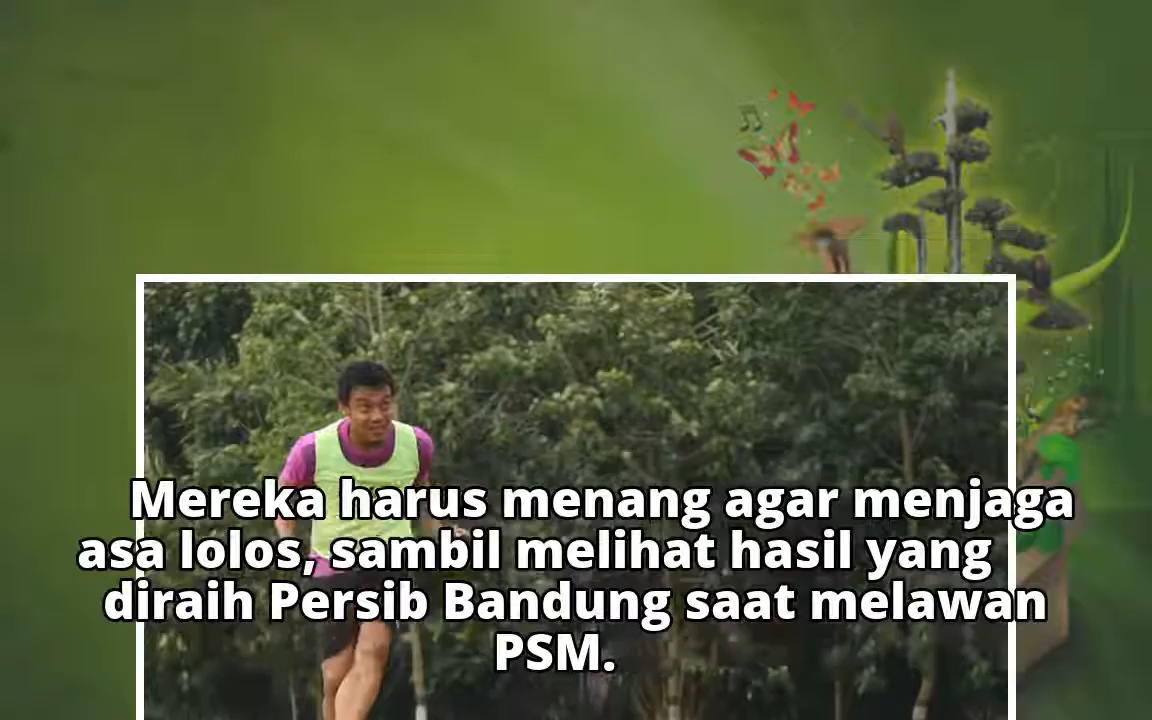 Mereka harus menang agar menjaga
asa lolos, sambil melihat hasil yang
diraih Persib Bandung saat melawan
PSM.